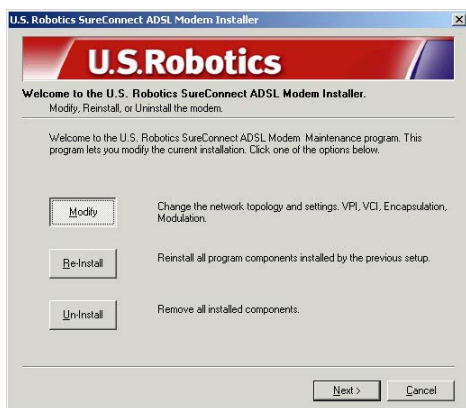 U.S. Robotics SureConnect ADSL Modem Installer
U.S.Robotics
Welcome to the U.S. Robotics SureConnect ADSL Modem Installer.
Modify, Reinstall, or Uninstall the modem.
Welcome to the U.S. Robotics SureConnect ADSL Modem Maintenance program. This
program lets you modify the current installation. Click one of the options below.
Modify
Change the network topology and settings. VPI, VCI, Encapsulation,
Modulation.
Re-Install
Reinstall all program components installed by the previous setup.
Un-Install
Remove all installed components.
Next >
Cancel